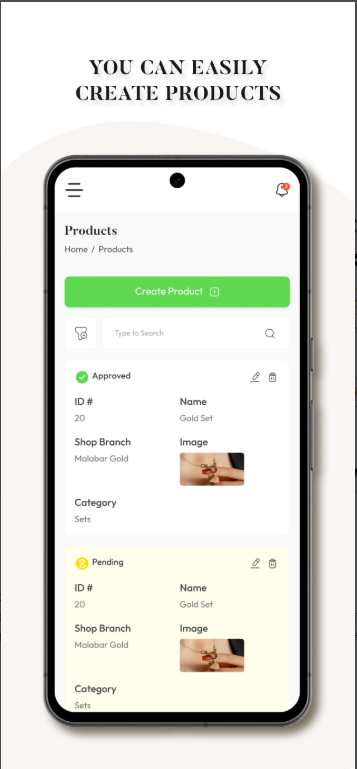 YOU CAN EASILY
CREATE PRODUCTS
2
Products
Home / Products
Create Product
Type to Search
Approved
ID # Name
20 Gold Set
Shop Branch Image
Malabar Gold
Category
Sets
Pending
ID # Name
20 Gold Set
Shop Branch Image
Malabar Gold
Category
Sets